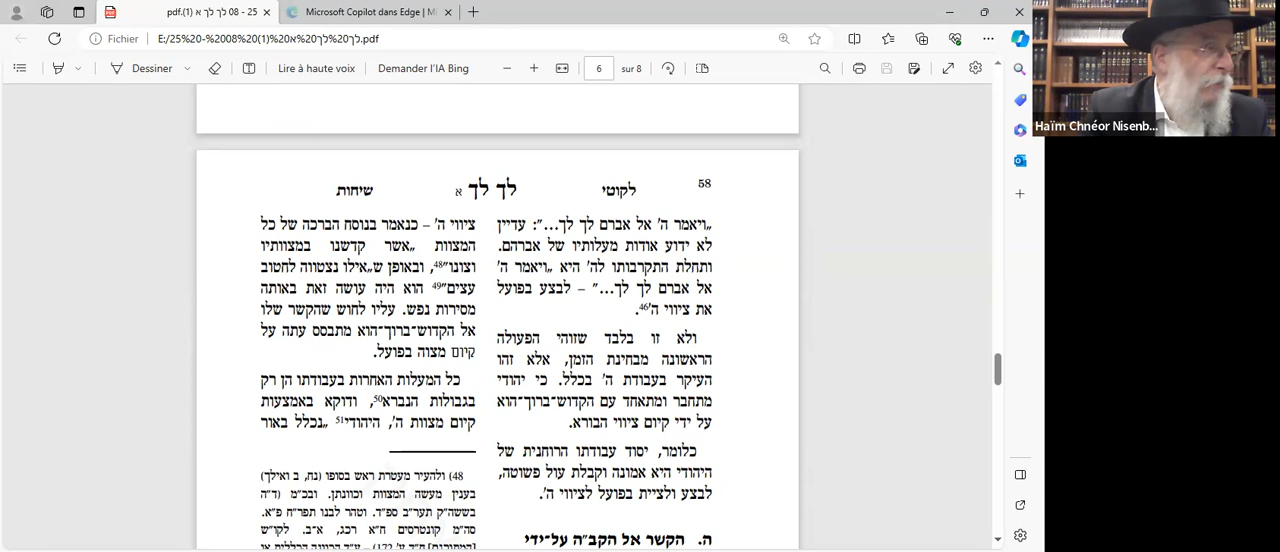 pdf.(1) לך לך א 08 - 25
Microsoft Copilot dans Edge | Mi
Fichier
E:/25%20-%2008%20לך%20לך%20א%20(1).pdf
Dessiner
Lire à haute voix
Demander l'IA Bing
6
sur 8
Haïm Chnéor Nisenb...
58
לקוטי
לך לך א
שיחות
„ויאמר ה' אל אברם לך לך...": עדיין
לא ידוע אודות מעלותיו של אברהם.
ותחלת התקרבותו לה' היא „ויאמר ה'
אל אברם לך לך..." – לבצע בפועל
את ציווי ה'46.
ולא זו בלבד שזוהי הפעולה
הראשונה מבחינת הזמן, אלא זהו
העיקר בעבודת ה' בכלל. כי יהודי
מתחבר ומתאחד עם הקדוש־ברוך־הוא
על ידי קיום ציווי הבורא.
כלומר, יסוד עבודתו הרוחנית של
היהודי היא אמונה וקבלת עול פשוטה,
לבצע ולציית בפועל לציווי ה'.
ה. הקשר אל הקב"ה על־ידי
ציווי ה' – כנאמר בנוסח הברכה של כל
המצוות „אשר קדשנו במצוותיו
וצונו"48, ובאופן ש„אילו נצטווה לחטוב
עצים"49 הוא היה עושה זאת באותה
מסירות נפש. עליו לחוש שהקשר שלו
אל הקדוש־ברוך־הוא מתבסס עתה על
קיום מצוה בפועל.
כל המעלות האחרות בעבודתו הן רק
בגבולות הנברא50, ודוקא באמצעות
קיום מצוות ה', היהודי51 „נכלל באור
48) ולהעיר מעטרת ראש בסופו (נח, ב ואילך)
בענין מעשה המצוות וכוונתן. ובכ"מ (ד"ה
בששה"ק תער"ב ספ"ד. וטהר לבנו תפר"ח פ"א.
סה"מ קונטרסים ח"א רכג, א־ב. לקו"ש